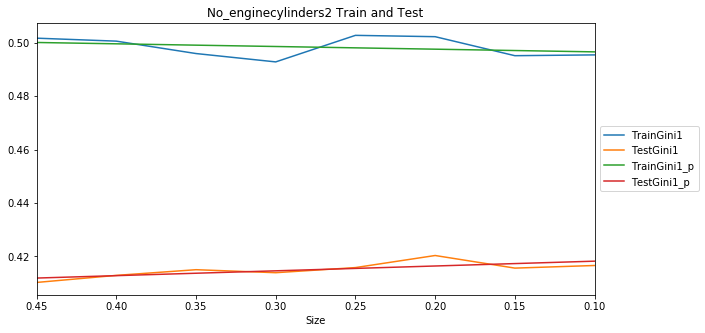 No_enginecylinders2 Train and Test
0.50
0.48
0.46
0.44
0.42
0.45 0.40 0.35 0.30 0.25 0.20 0.15 0.10
Size
TrainGini1
TestGini1
TrainGini1_p
TestGini1_p